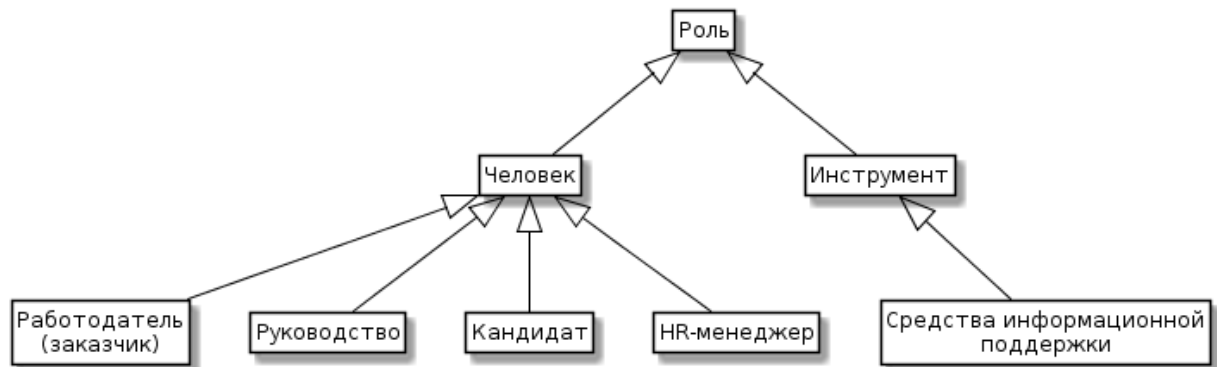 Роль
Человек
Инструмент
Работодатель
(заказчик)
Руководство
Кандидат
HR-менеджер
Средства информационной
поддержки